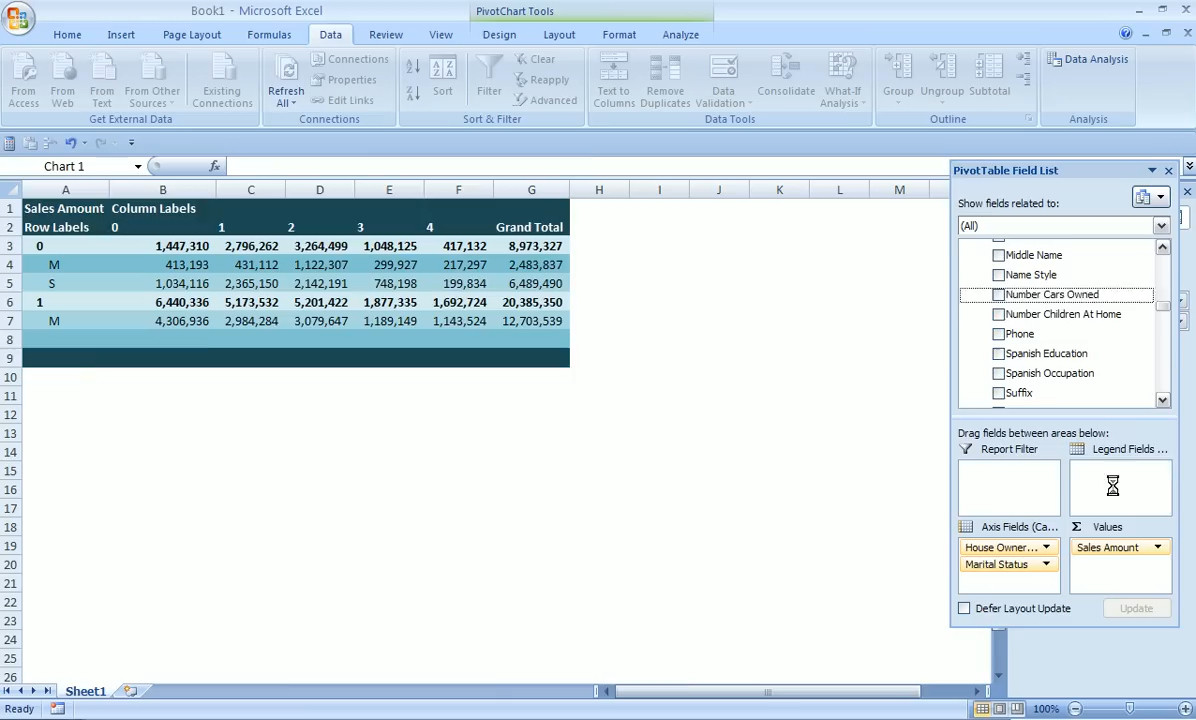 Book1 - Microsoft Excel
PivotChart Tools
Home Insert Page Layout Formulas Data Review View Design Layout Format Analyze
From Access
From Web
From Text
From Other Sources
Existing Connections
Get External Data
Refresh All
Connections
Properties
Edit Links
Connections
Sort
Filter
Clear
Reapply
Advanced
Sort & Filter
Text to Columns
Remove Duplicates
Data Validation
Consolidate
What-If Analysis
Data Tools
Group
Ungroup
Subtotal
Outline
Data Analysis
Analysis
Chart 1
fx
A B C D E F G H I J K L M
1 Sales Amount Column Labels
2 Row Labels 0 1 2 3 4 Grand Total
3 0 1,447,310 2,796,262 3,264,499 1,048,125 417,132 8,973,327
4 M 413,193 431,112 1,122,307 299,927 217,297 2,483,837
5 S 1,034,116 2,365,150 2,142,191 748,198 199,834 6,489,490
6 1 6,440,336 5,173,532 5,201,422 1,877,335 1,692,724 20,385,350
7 M 4,306,936 2,984,284 3,079,647 1,189,149 1,143,524 12,703,539
8
9
10
11
12
13
14
15
16
17
18
19
20
21
22
23
24
25
26
PivotTable Field List
Show fields related to:
(All)
Middle Name
Name Style
Number Cars Owned
Number Children At Home
Phone
Spanish Education
Spanish Occupation
Suffix
Drag fields between areas below:
Report Filter
Legend Fields ...
Axis Fields (Ca...
Σ Values
House Owner...
Marital Status
Sales Amount
Defer Layout Update
Update
Sheet1
Ready
100%